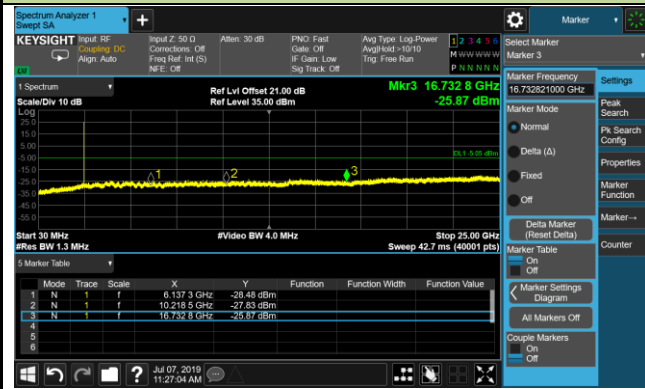 Spectrum Analyzer 1
Swept SA
+
Marker
KEYSIGHT
Input: RF
Coupling: DC
Align: Auto
Input Z: 50 Ω
Corrections: Off
Freq Ref: Int (S)
NFE: Off
Atten: 30 dB
PNO: Fast
Gate: Off
IF Gain: Low
Sig Track: Off
Avg Type: Log-Power
Avg|Hold:>10/10
Trig: Free Run
1 2 3 4 5 6
M W W W W W
P N N N N N
LXI
Select Marker
Marker 3
1 Spectrum
Scale/Div 10 dB
Ref Lvl Offset 21.00 dB
Ref Level 35.00 dBm
Mkr3 16.732 8 GHz
-25.87 dBm
Log
25.0
15.0
5.00
-5.00
-15.0
-25.0
-35.0
-45.0
-55.0
DL1 -5.00 dBm
1
2
3
Start 30 MHz
#Res BW 1.3 MHz
#Video BW 4.0 MHz
Stop 25.00 GHz
Sweep 42.7 ms (40001 pts)
5 Marker Table
Mode Trace Scale X Y Function Function Width Function Value
1 N 1 f 6.137 3 GHz -28.48 dBm
2 N 1 f 10.218 5 GHz -27.83 dBm
3 N 1 f 16.732 8 GHz -25.87 dBm
4
5
6
Marker Frequency
16.732821000 GHz
Marker Mode
Normal
Delta (Δ)
Fixed
Off
Delta Marker
(Reset Delta)
Marker Table
On
Off
Marker Settings
Diagram
All Markers Off
Couple Markers
On
Off
Settings
Peak
Search
Pk Search
Config
Properties
Marker
Function
Marker→
Counter
?
Jul 07, 2019
11:27:04 AM